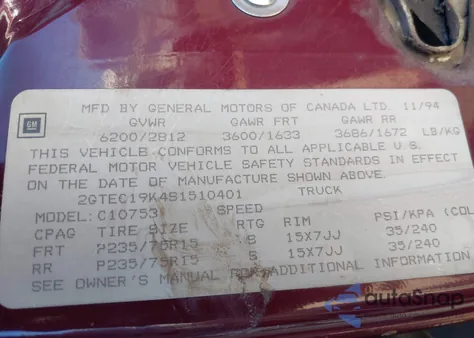 MFD BY GENERAL MOTORS OF CANADA LTD. 11/94
GVWR GAWR FRT GAWR RR
GM 6200/2812 3600/1633 3686/1672 LB/KG
THIS VEHICLE CONFORMS TO ALL APPLICABLE U.S.
FEDERAL MOTOR VEHICLE SAFETY STANDARDS IN EFFECT
ON THE DATE OF MANUFACTURE SHOWN ABOVE.
2GTEC19K4S1510401 TRUCK
MODEL: C10753 SPEED
CPAG TIRE SIZE RTG RIM PSI/KPA (COL
FRT P235/75R15 S 15X7JJ 35/240
RR P235/75R15 S 15X7JJ 35/240
SEE OWNER'S MANUAL FOR ADDITIONAL INFORMATION
autoSnap